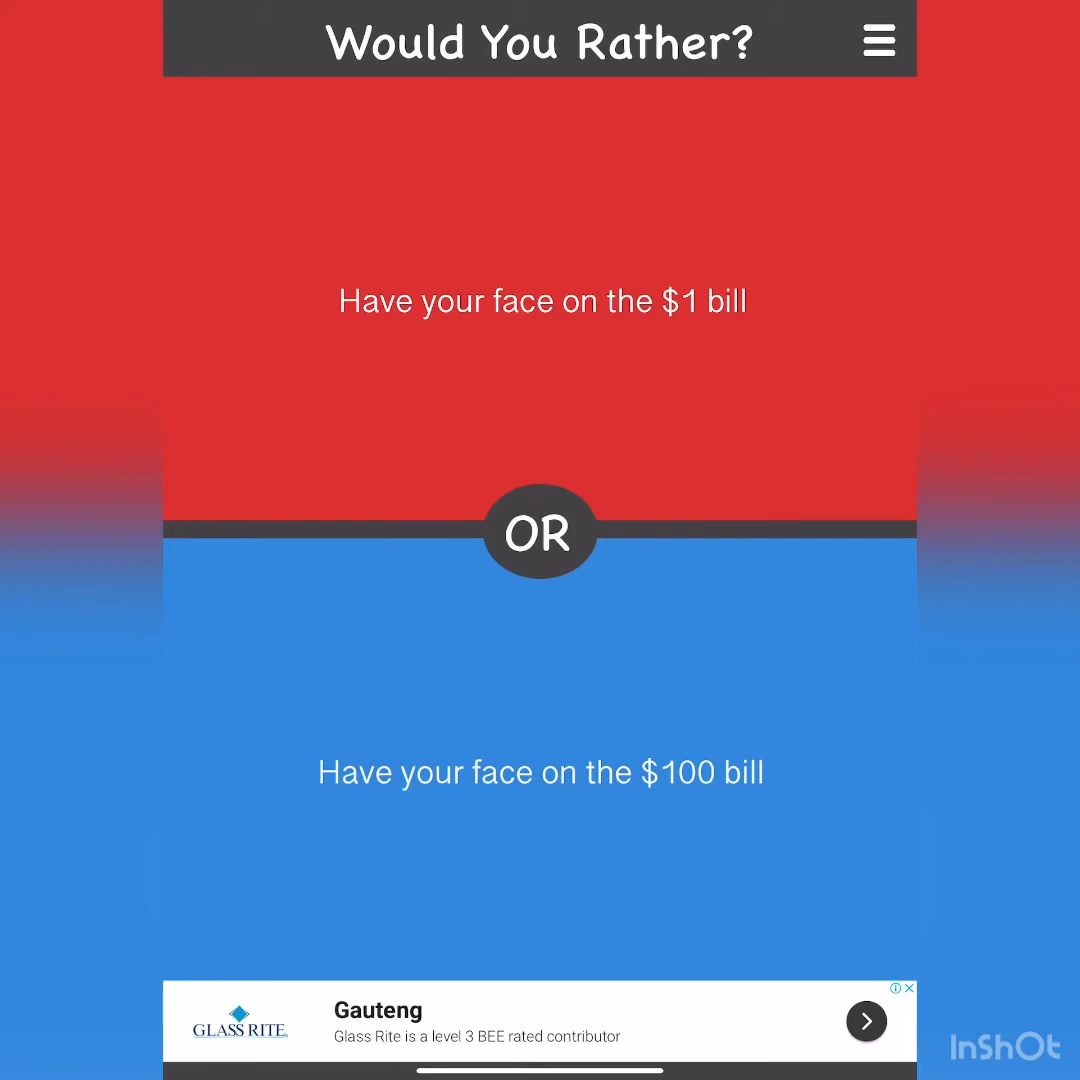 Would You Rather?
Have your face on the $1 bill
OR
Have your face on the $100 bill
GLASS RITE
Gauteng
Glass Rite is a level 3 BEE rated contributor
InShOt